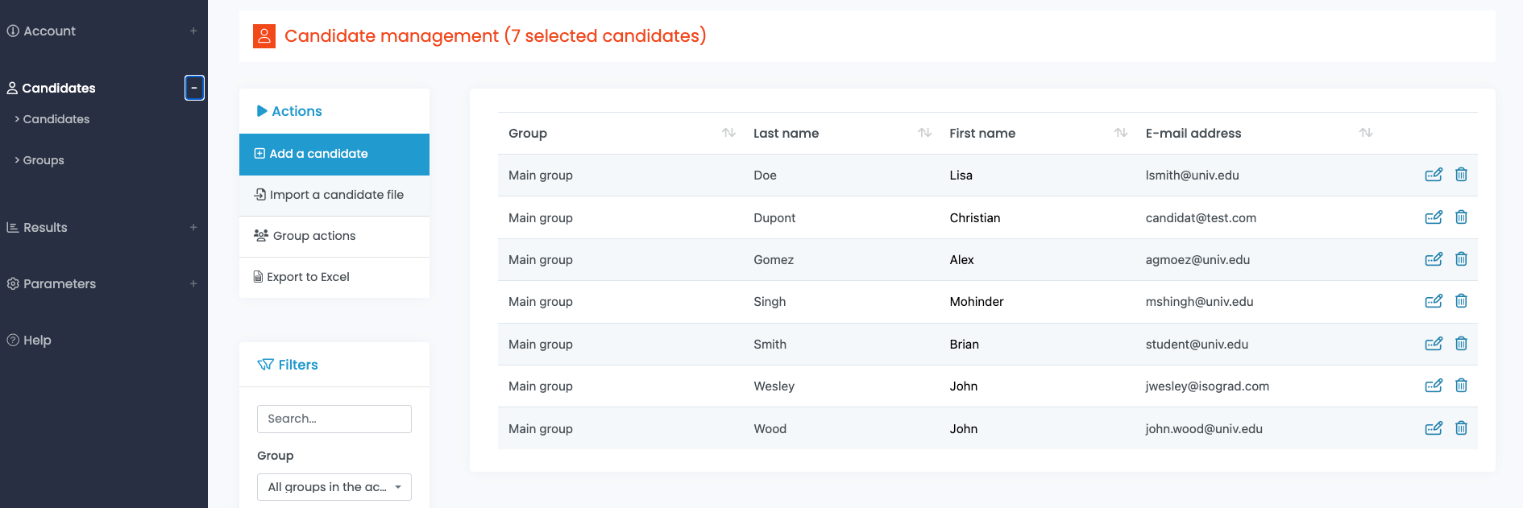 Account +
Candidates -
> Candidates
> Groups
Results +
Parameters +
Help
Candidate management (7 selected candidates)
Actions
Add a candidate
Import a candidate file
Group actions
Export to Excel
Filters
Search...
Group
All groups in the ac...
Group Last name First name E-mail address
Main group Doe Lisa lsmith@univ.edu
Main group Dupont Christian candidat@test.com
Main group Gomez Alex agmoez@univ.edu
Main group Singh Mohinder mshingh@univ.edu
Main group Smith Brian student@univ.edu
Main group Wesley John jwesley@isograd.com
Main group Wood John john.wood@univ.edu